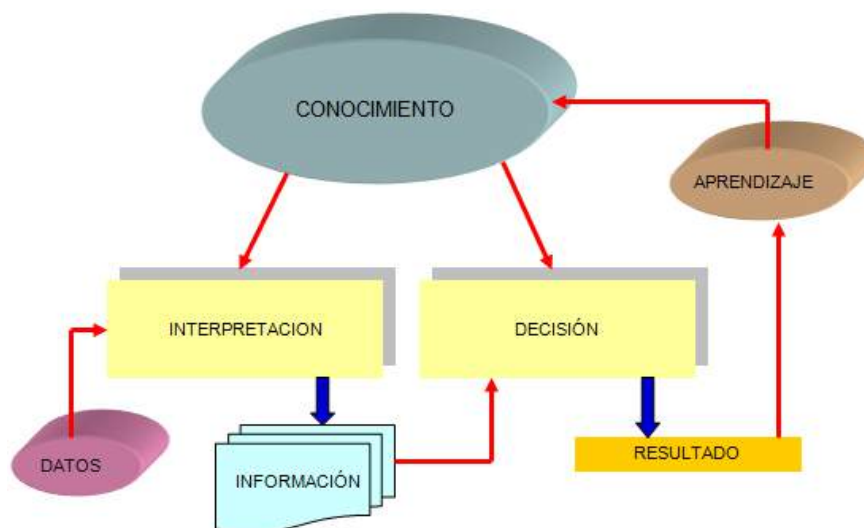 CONOCIMIENTO
APRENDIZAJE
INTERPRETACION
DECISIÓN
DATOS
INFORMACIÓN
RESULTADO